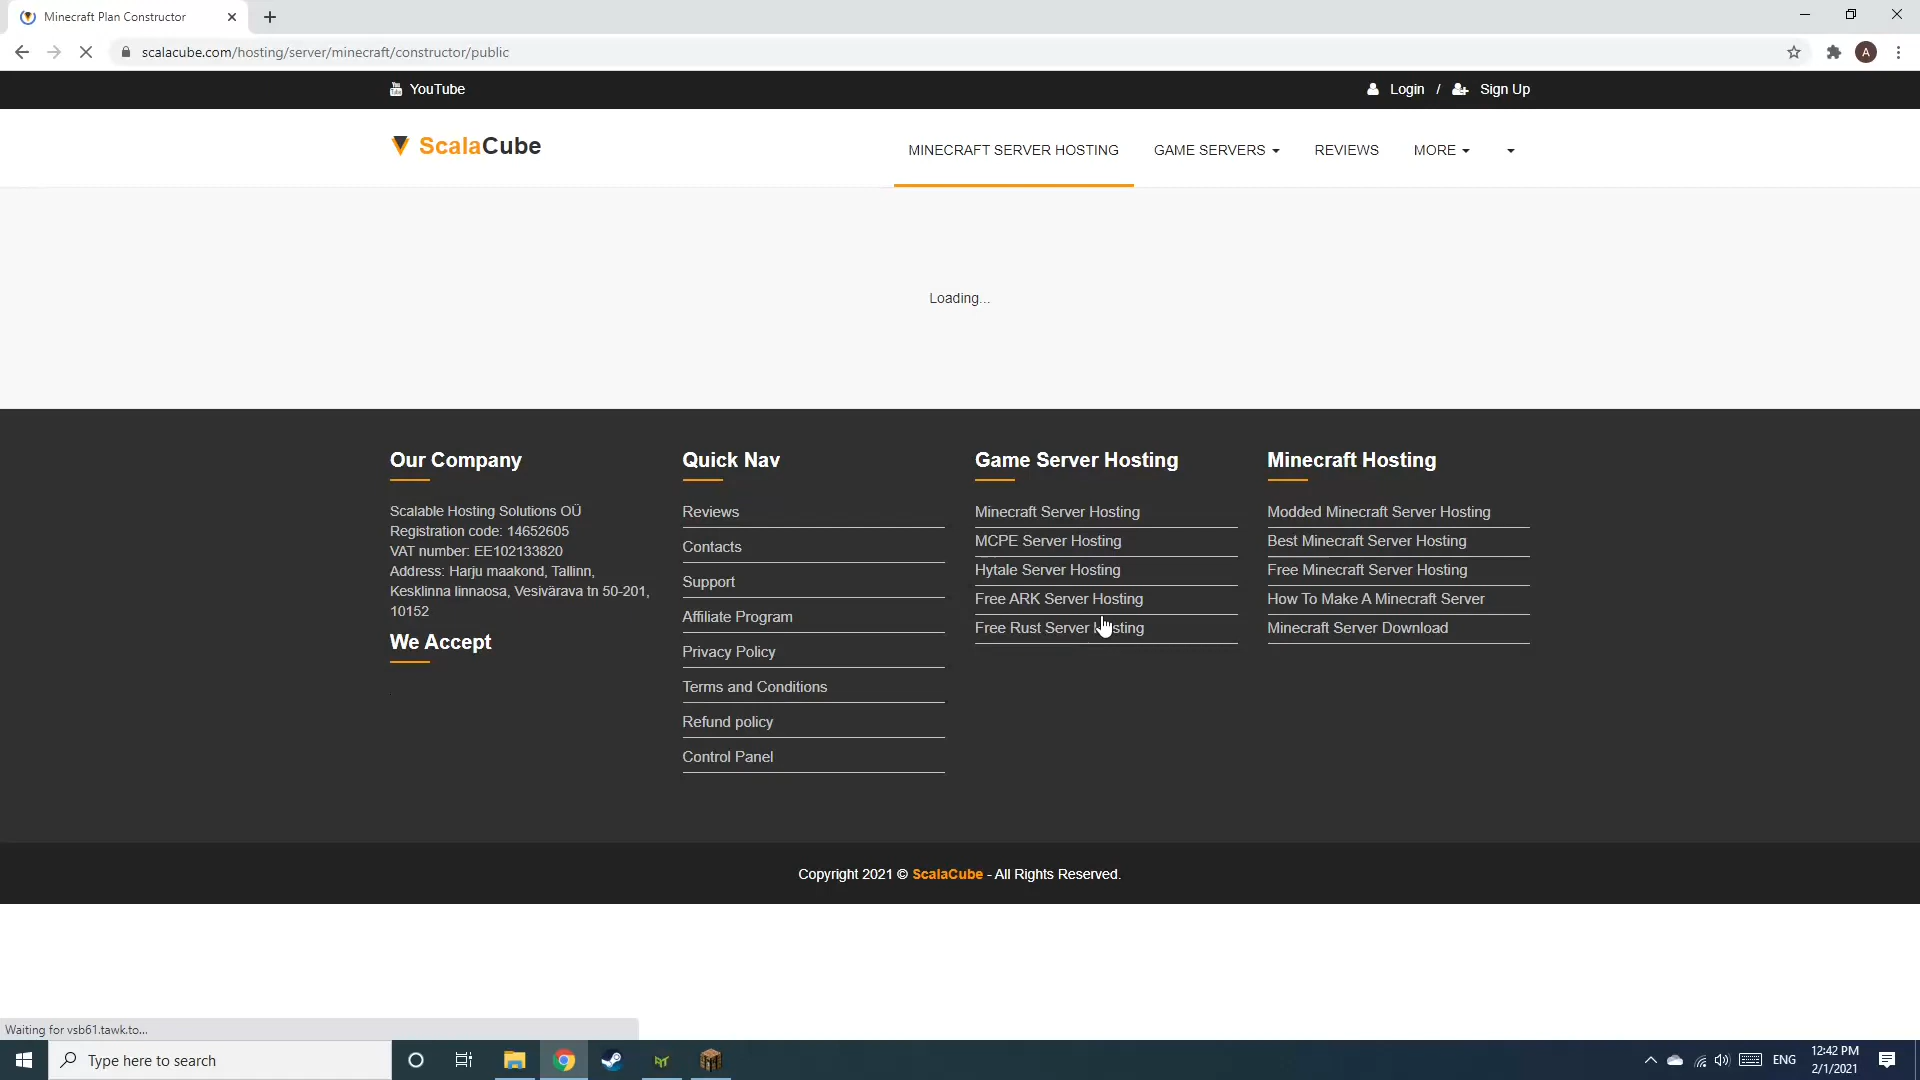 Minecraft Plan Constructor
scalacube.com/hosting/server/minecraft/constructor/public
A
YouTube
Login / Sign Up
ScalaCube
MINECRAFT SERVER HOSTING
GAME SERVERS
REVIEWS
MORE
Loading...
Our Company
Scalable Hosting Solutions OÜ
Registration code: 14652605
VAT number: EE102133820
Address: Harju maakond, Tallinn,
Kesklinna linnaosa, Vesivärava tn 50-201,
10152
We Accept
Quick Nav
Reviews
Contacts
Support
Affiliate Program
Privacy Policy
Terms and Conditions
Refund policy
Control Panel
Game Server Hosting
Minecraft Server Hosting
MCPE Server Hosting
Hytale Server Hosting
Free ARK Server Hosting
Free Rust Server Hosting
Minecraft Hosting
Modded Minecraft Server Hosting
Best Minecraft Server Hosting
Free Minecraft Server Hosting
How To Make A Minecraft Server
Minecraft Server Download
Copyright 2021 © ScalaCube - All Rights Reserved.
Waiting for vsb61.tawk.to...
Type here to search
ENG
12:42 PM
2/1/2021